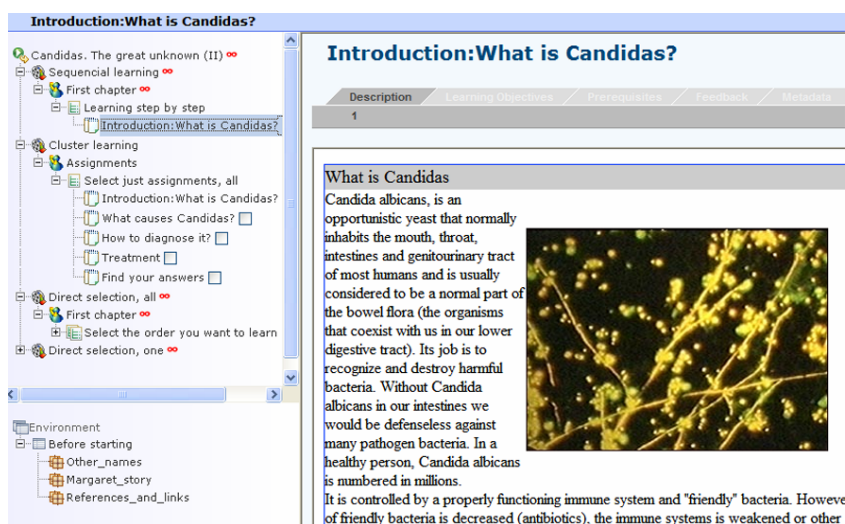 Introduction:What is Candidas?
Candidas. The great unknown (II)
Sequencial learning
First chapter
Learning step by step
Introduction:What is Candidas?
Cluster learning
Assignments
Select just assignments, all
Introduction:What is Candidas?
What causes Candidas?
How to diagnose it?
Treatment
Find your answers
Direct selection, all
First chapter
Select the order you want to learn
Direct selection, one
Environment
Before starting
Other_names
Margaret_story
References_and_links
Introduction:What is Candidas?
Description Learning Objectives Prerequisites Feedback Metadata
1
What is Candidas
Candida albicans, is an
opportunistic yeast that normally
inhabits the mouth, throat,
intestines and genitourinary tract
of most humans and is usually
considered to be a normal part of
the bowel flora (the organisms
that coexist with us in our lower
digestive tract). Its job is to
recognize and destroy harmful
bacteria. Without Candida
albicans in our intestines we
would be defenseless against
many pathogen bacteria. In a
healthy person, Candida albicans
is numbered in millions.
It is controlled by a properly functioning immune system and "friendly" bacteria. Howeve
of friendly bacteria is decreased (antibiotics), the immune systems is weakened or other